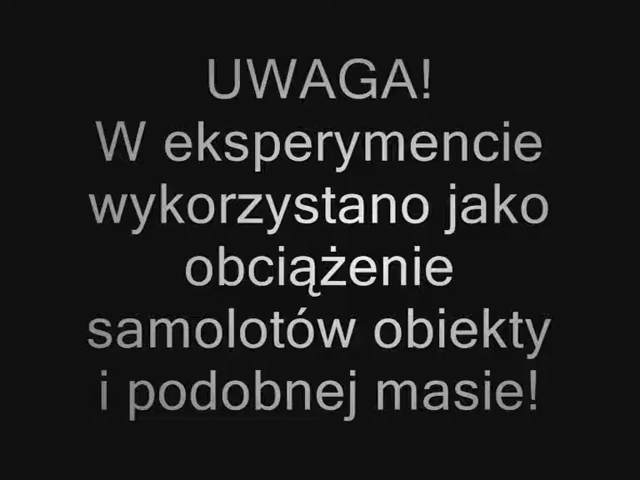 UWAGA!
W eksperymencie
wykorzystano jako
obciążenie
samolotów obiekty
i podobnej masie!